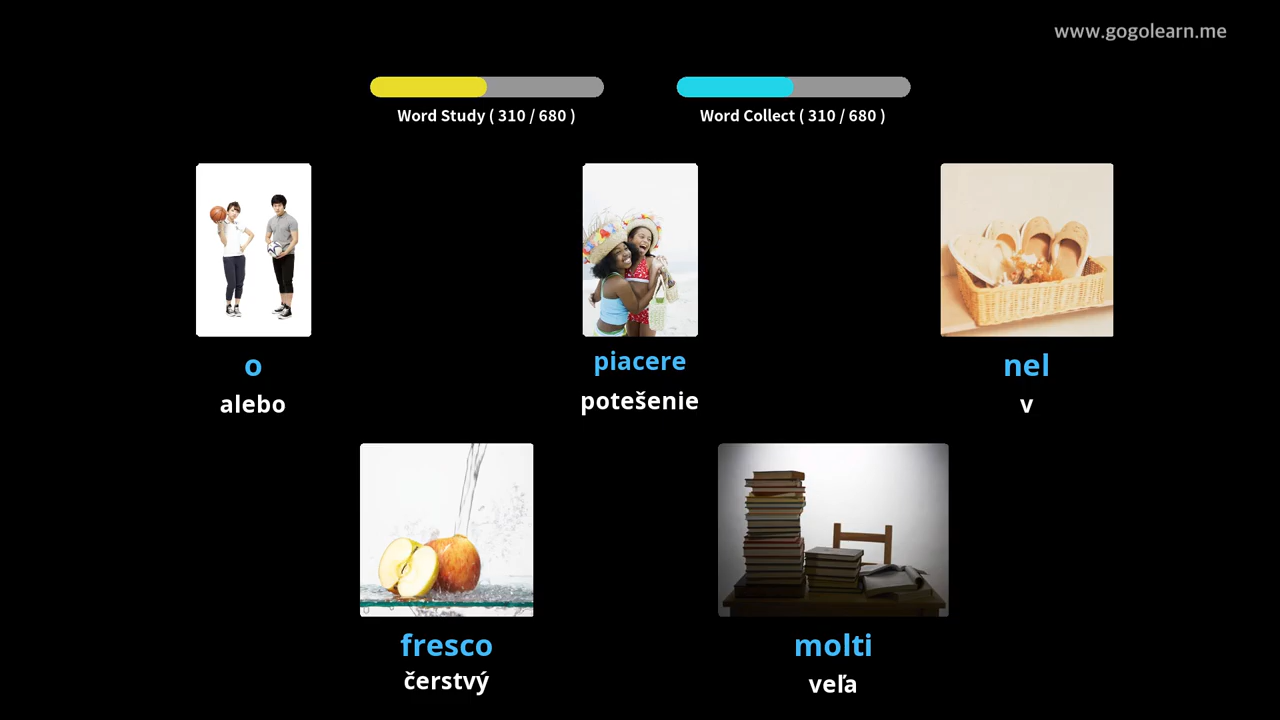 www.gogolearn.me
Word Study ( 310 / 680 )
Word Collect ( 310 / 680 )
o
alebo
piacere
potešenie
nel
v
fresco
čerstvý
molti
veľa